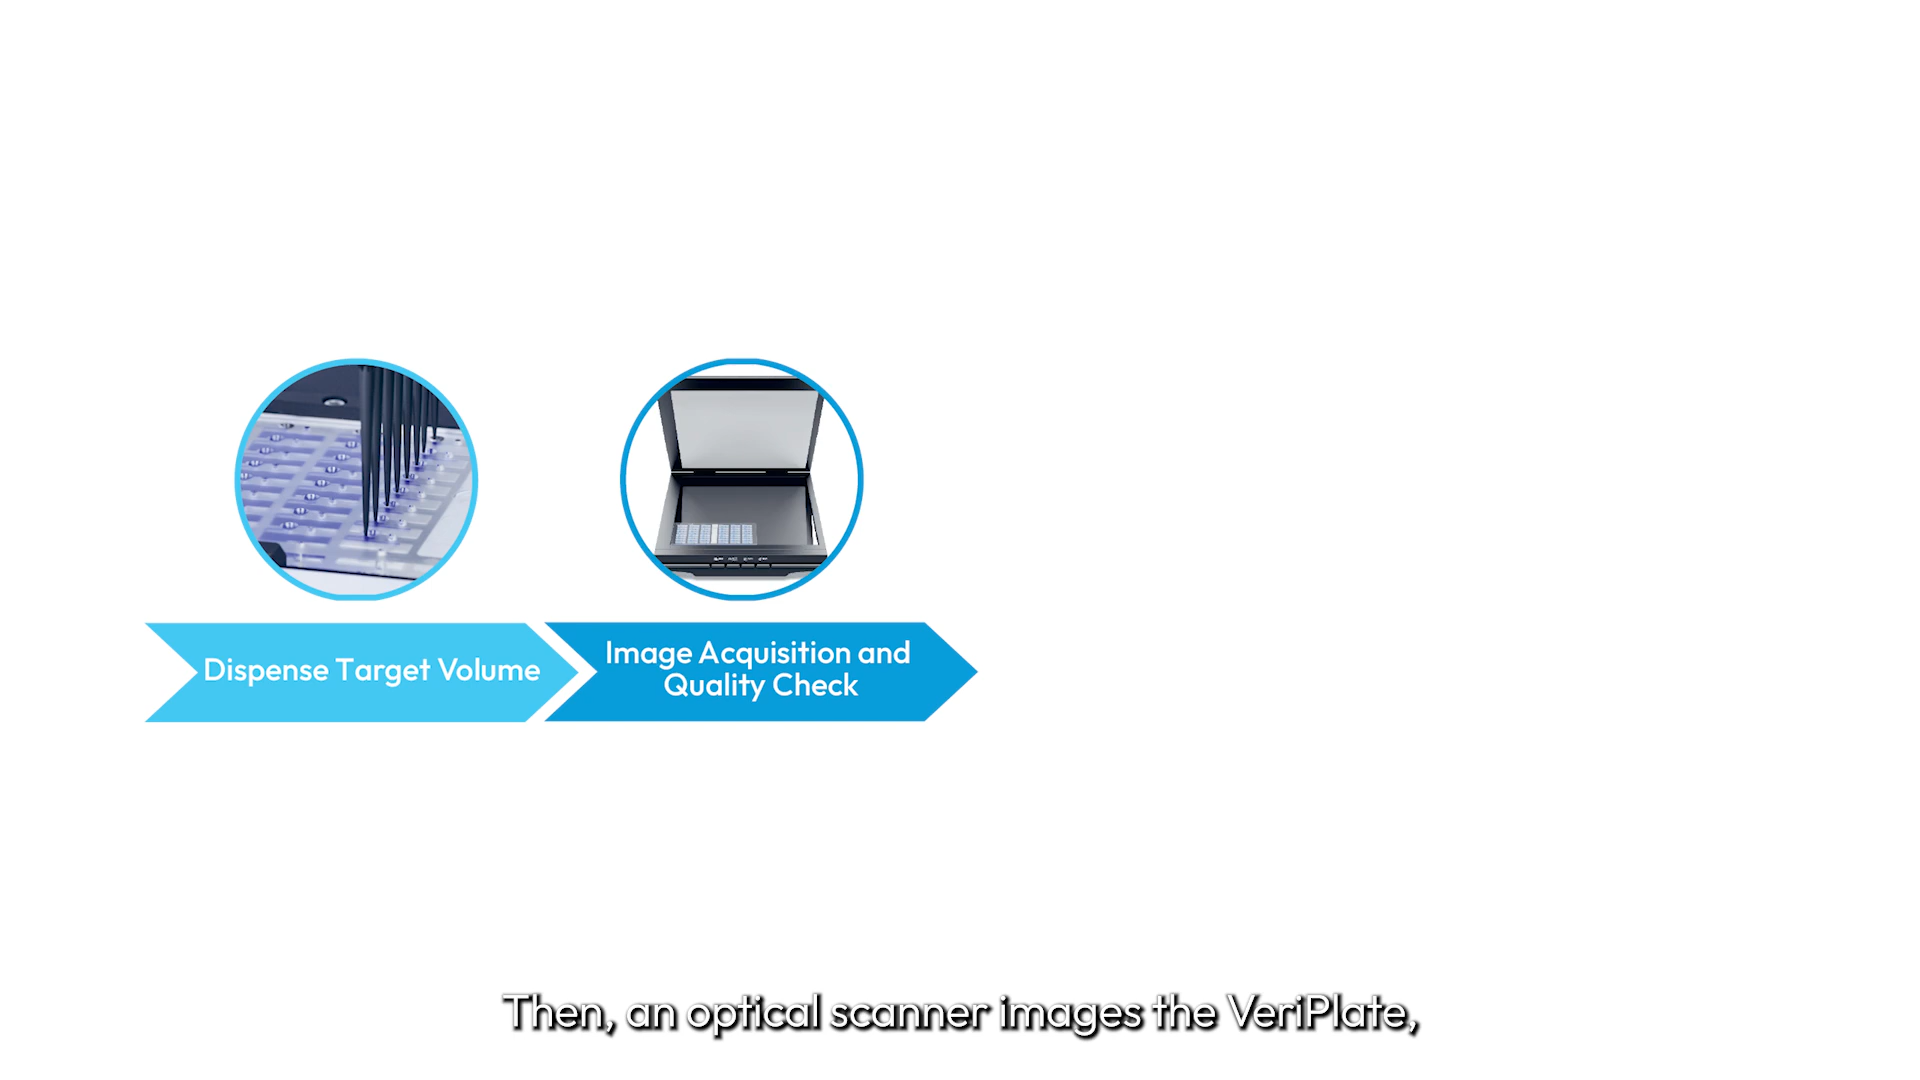 Dispense Target Volume
Image Acquisition and
Quality Check
Then, an optical scanner images the VeriPlate,